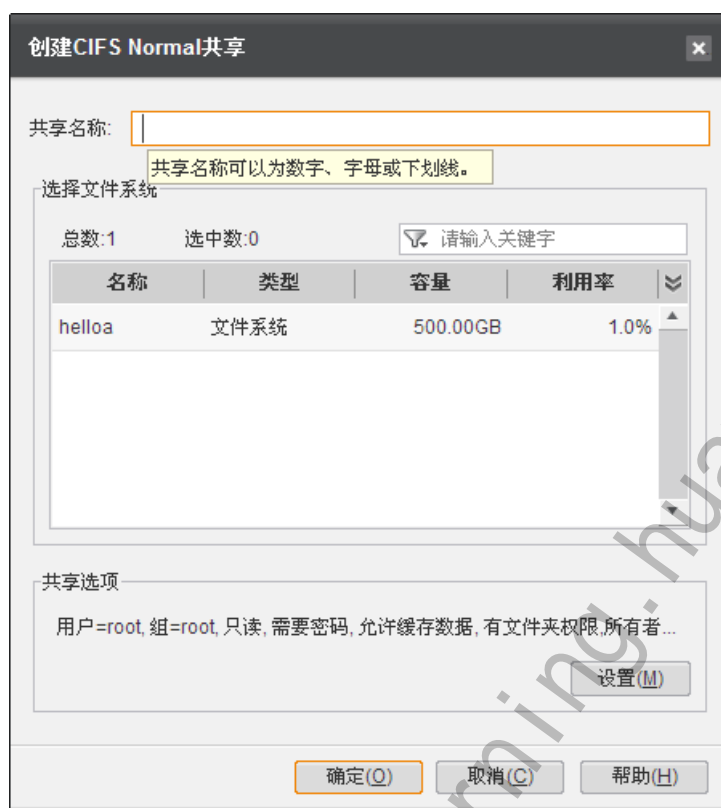 创建CIFS Normal共享
共享名称:
共享名称可以为数字、字母或下划线。
选择文件系统
总数:1 选中数:0 请输入关键字
名称 类型 容量 利用率
helloa 文件系统 500.00GB 1.0%
共享选项
用户=root, 组=root, 只读, 需要密码, 允许缓存数据, 有文件夹权限,所有者...
设置(M)
确定(O) 取消(C) 帮助(H)
rning.hua